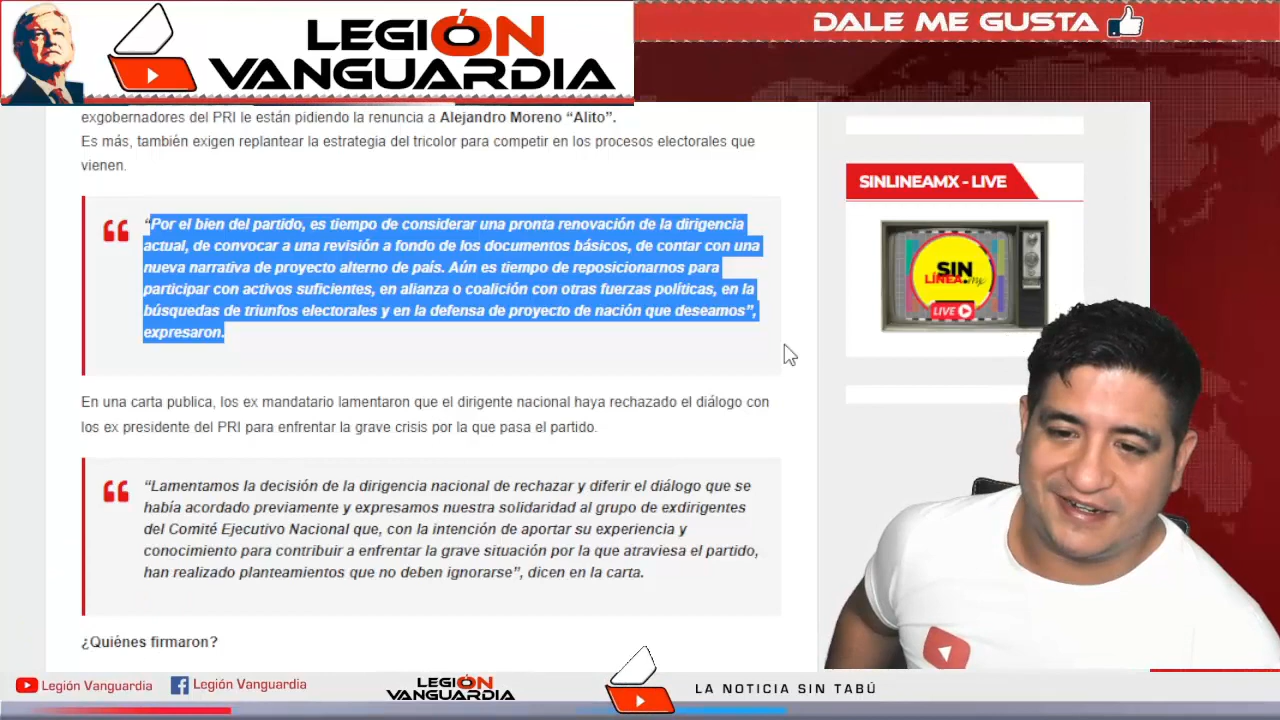 LEGIÓN
VANGUARDIA
DALE ME GUSTA
exgobernadores del PRI le están pidiendo la renuncia a Alejandro Moreno “Alito”.
Es más, también exigen replantear la estrategia del tricolor para competir en los procesos electorales que
vienen.
“Por el bien del partido, es tiempo de considerar una pronta renovación de la dirigencia
actual, de convocar a una revisión a fondo de los documentos básicos, de contar con una
nueva narrativa de proyecto alterno de país. Aún es tiempo de reposicionarnos para
participar con activos suficientes, en alianza o coalición con otras fuerzas políticas, en la
búsquedas de triunfos electorales y en la defensa de proyecto de nación que deseamos”,
expresaron.
En una carta publica, los ex mandatario lamentaron que el dirigente nacional haya rechazado el diálogo con
los ex presidente del PRI para enfrentar la grave crisis por la que pasa el partido.
“Lamentamos la decisión de la dirigencia nacional de rechazar y diferir el diálogo que se
había acordado previamente y expresamos nuestra solidaridad al grupo de exdirigentes
del Comité Ejecutivo Nacional que, con la intención de aportar su experiencia y
conocimiento para contribuir a enfrentar la grave situación por la que atraviesa el partido,
han realizado planteamientos que no deben ignorarse”, dicen en la carta.
¿Quiénes firmaron?
SINLINEAMX - LIVE
SIN
LÍNEA.mx
LIVE
Legión Vanguardia
Legión Vanguardia
LEGIÓN
VANGUARDIA
LA NOTICIA SIN TABÚ